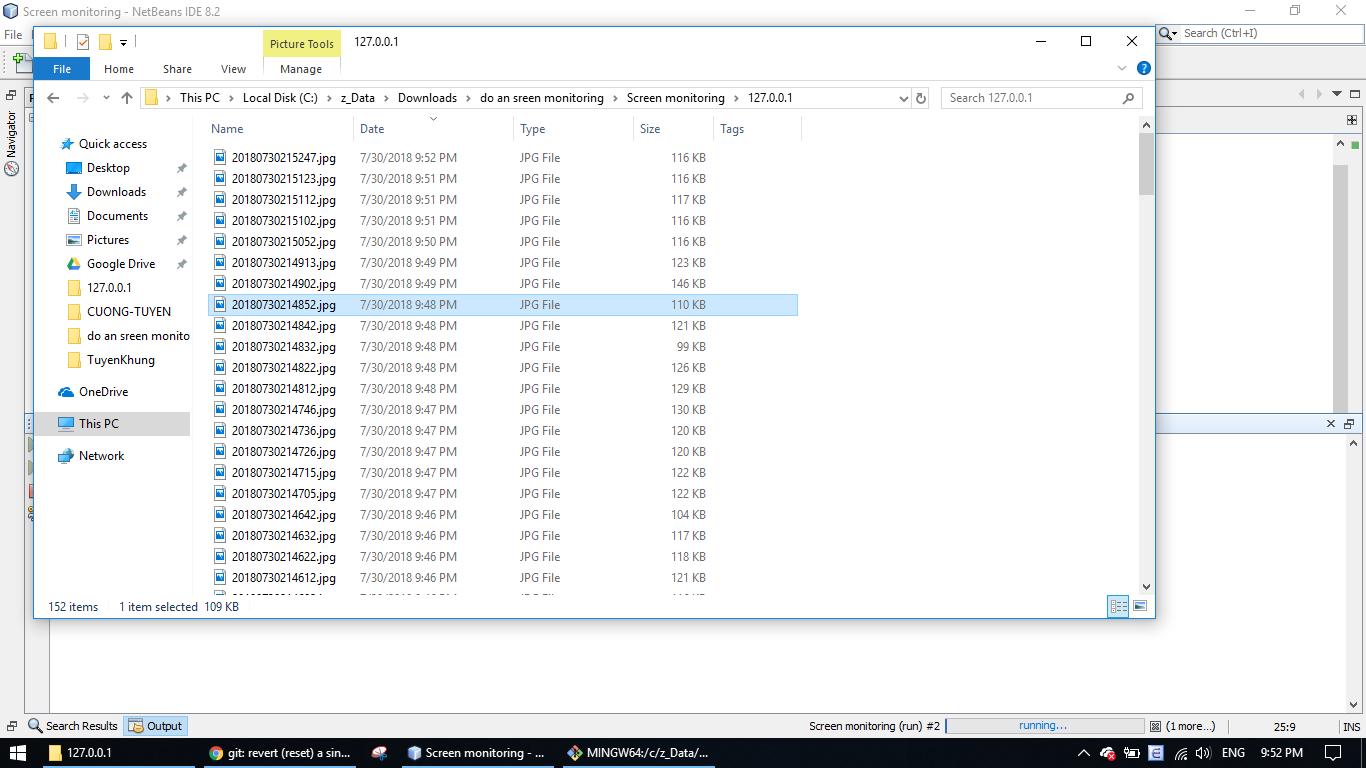 Screen monitoring - NetBeans IDE 8.2
File
Search (Ctrl+I)
Picture Tools
127.0.0.1
File Home Share View Manage
This PC Local Disk (C:) z_Data Downloads do an sreen monitoring Screen monitoring 127.0.0.1
Search 127.0.0.1
Navigator
Quick access
Desktop
Downloads
Documents
Pictures
Google Drive
127.0.0.1
CUONG-TUYEN
do an sreen monito
TuyenKhung
OneDrive
This PC
Network
Name Date Type Size Tags
20180730215247.jpg 7/30/2018 9:52 PM JPG File 116 KB
20180730215123.jpg 7/30/2018 9:51 PM JPG File 116 KB
20180730215112.jpg 7/30/2018 9:51 PM JPG File 117 KB
20180730215102.jpg 7/30/2018 9:51 PM JPG File 116 KB
20180730215052.jpg 7/30/2018 9:50 PM JPG File 116 KB
20180730214913.jpg 7/30/2018 9:49 PM JPG File 123 KB
20180730214902.jpg 7/30/2018 9:49 PM JPG File 146 KB
20180730214852.jpg 7/30/2018 9:48 PM JPG File 110 KB
20180730214842.jpg 7/30/2018 9:48 PM JPG File 121 KB
20180730214832.jpg 7/30/2018 9:48 PM JPG File 99 KB
20180730214822.jpg 7/30/2018 9:48 PM JPG File 126 KB
20180730214812.jpg 7/30/2018 9:48 PM JPG File 129 KB
20180730214746.jpg 7/30/2018 9:47 PM JPG File 130 KB
20180730214736.jpg 7/30/2018 9:47 PM JPG File 120 KB
20180730214726.jpg 7/30/2018 9:47 PM JPG File 120 KB
20180730214715.jpg 7/30/2018 9:47 PM JPG File 122 KB
20180730214705.jpg 7/30/2018 9:47 PM JPG File 122 KB
20180730214642.jpg 7/30/2018 9:46 PM JPG File 104 KB
20180730214632.jpg 7/30/2018 9:46 PM JPG File 117 KB
20180730214622.jpg 7/30/2018 9:46 PM JPG File 118 KB
20180730214612.jpg 7/30/2018 9:46 PM JPG File 121 KB
152 items 1 item selected 109 KB
Search Results Output
Screen monitoring (run) #2 running... (1 more...) 25:9 INS
127.0.0.1
git: revert (reset) a sin...
Screen monitoring - ...
MINGW64:/c/z_Data/...
ENG 9:52 PM